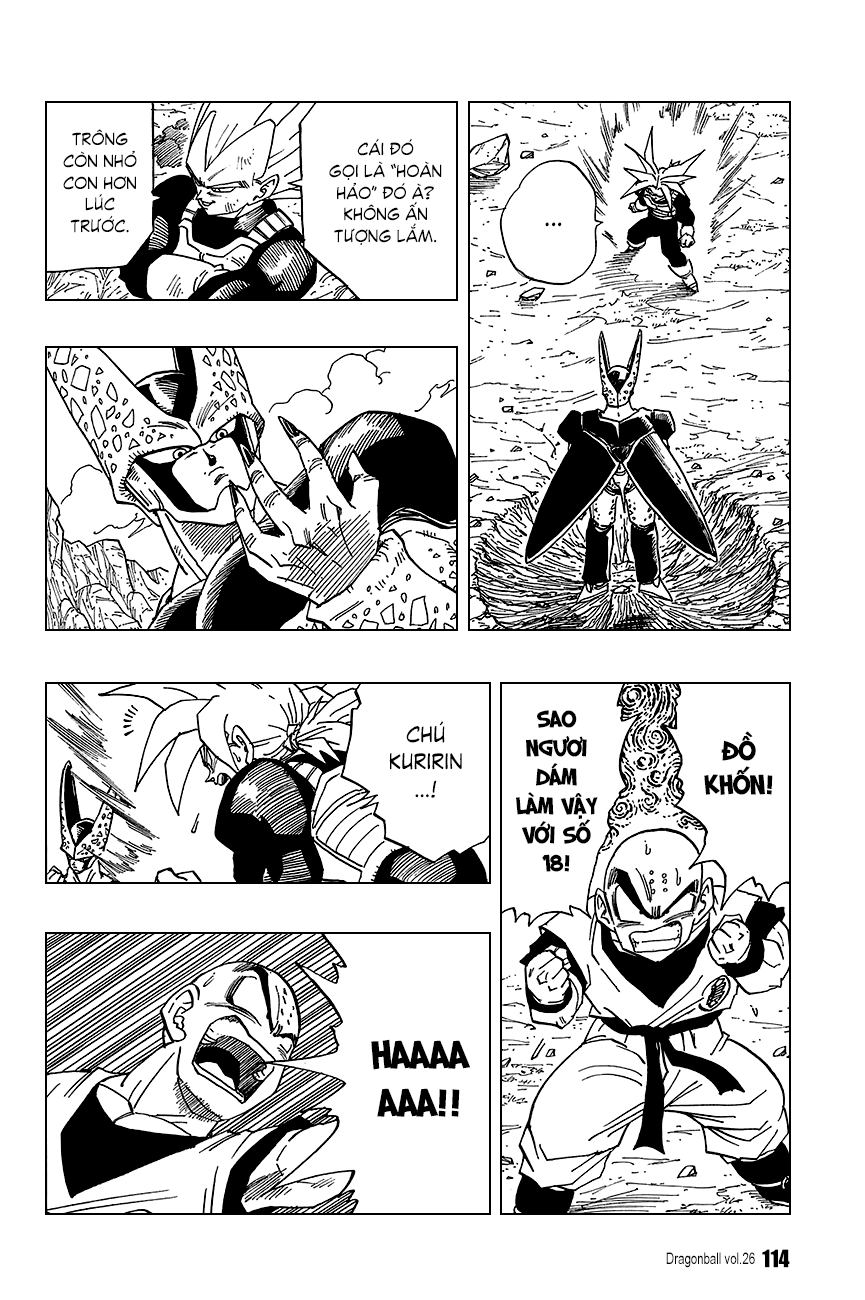 ...
CÁI ĐÓ
GỌI LÀ “HOÀN
HẢO” ĐÓ À?
KHÔNG ẤN
TƯỢNG LẮM.
TRÔNG
CÒN NHỎ
CON HƠN
LÚC
TRƯỚC.
ĐỒ
KHỐN!
SAO
NGƯƠI
DÁM
LÀM VẬY
VỚI SỐ
18!
CHÚ
KURIRIN
...!
HAAAA
AAA!!
Dragonball vol.26 114